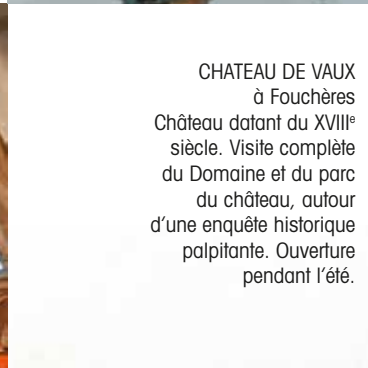 CHATEAU DE VAUX
à Fouchères
Château datant du XVIIIe
siècle. Visite complète
du Domaine et du parc
du château, autour
d’une enquête historique
palpitante. Ouverture
pendant l’été.